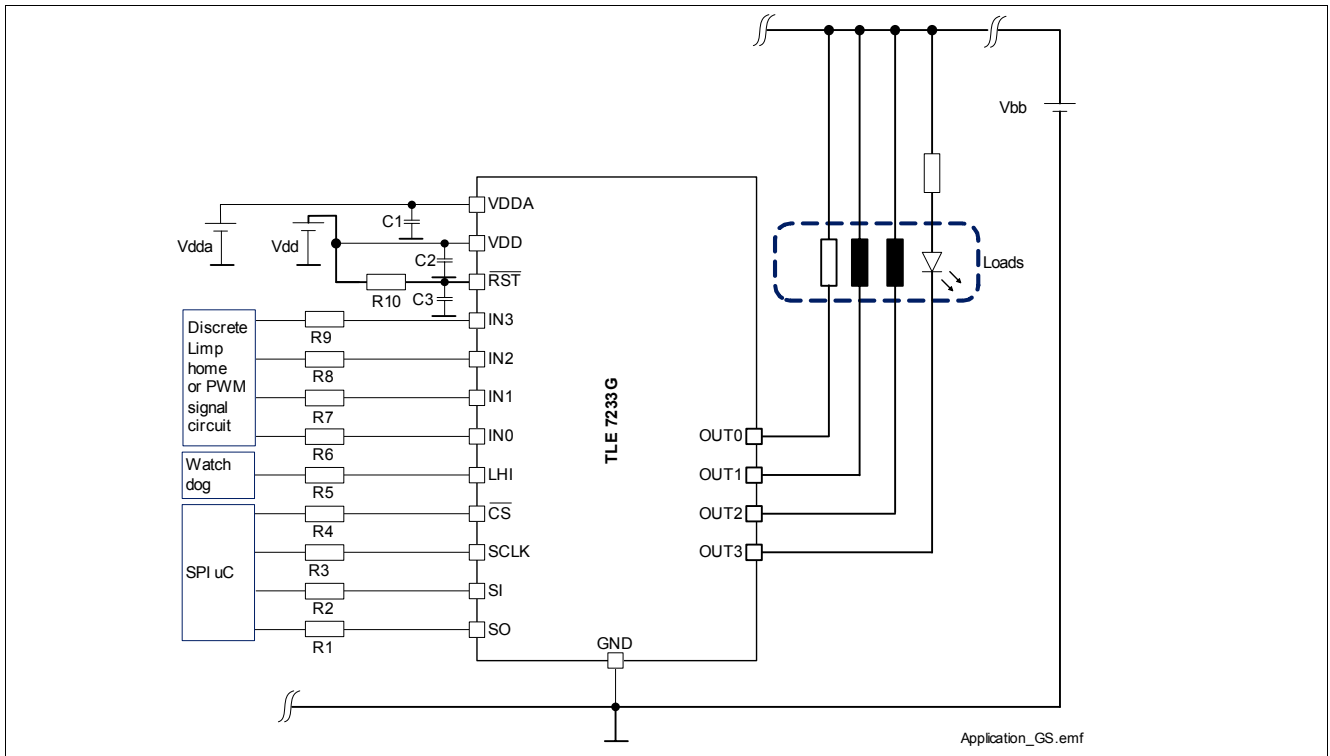 Vbb
VDDA
C1
Vdda
Vdd
VDD
C2
RST
R10
C3
Loads
Discrete
Limp
home
or PWM
signal
circuit
R9
IN3
R8
IN2
R7
IN1
R6
IN0
TLE 7233G
OUT0
Watch
dog
R5
LHI
OUT1
SPI uC
R4
CS
OUT2
R3
SCLK
OUT3
R2
SI
R1
SO
GND
Application_GS.emf